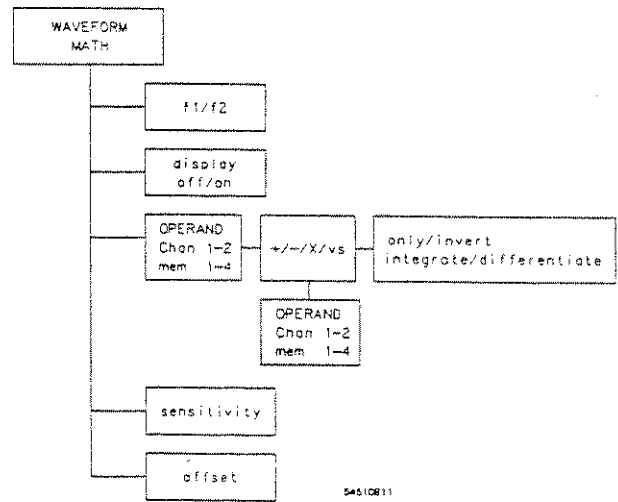 WAVEFORM
MATH
f1/f2
display
off/on
OPERAND
Chan 1-2
mem 1-4
+/-/X/vs
only/invert
integrate/differentiate
OPERAND
Chan 1-2
mem 1-4
sensitivity
offset
54510B11